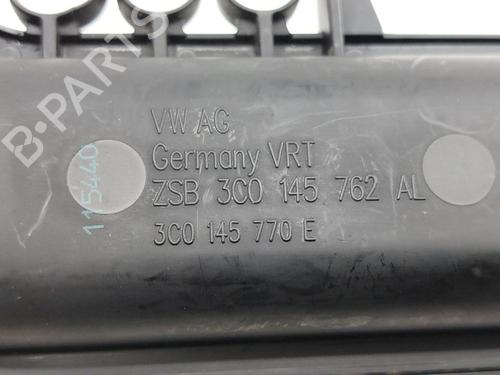 B-PARTS
VW AG
Germany VRT
ZSB 3C0 145 762 AL
3C0 145 770 E
115440